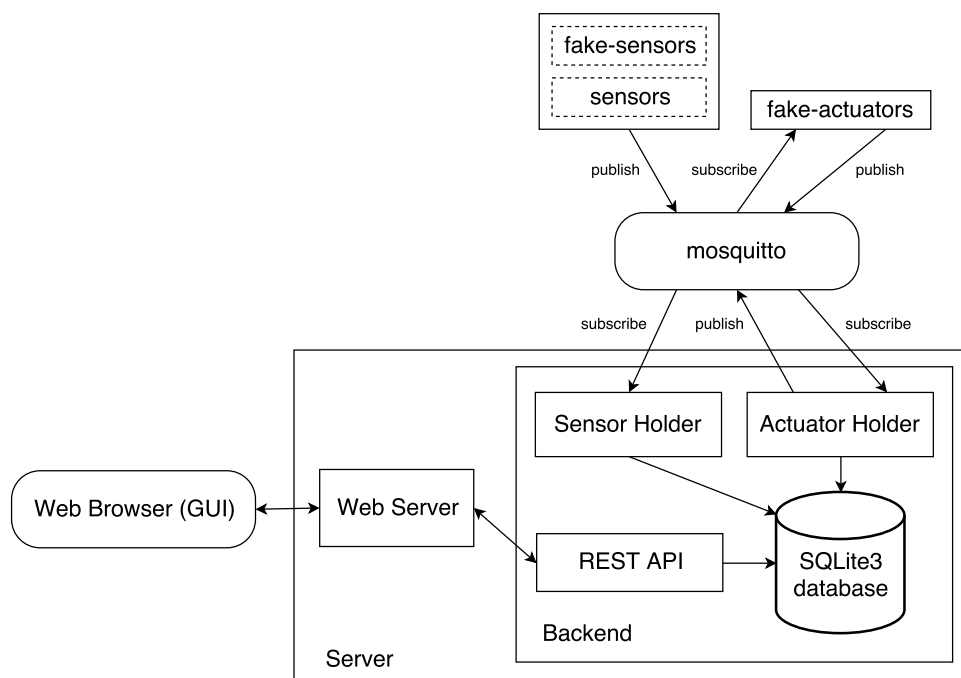 fake-sensors
sensors
fake-actuators
publish
subscribe
publish
mosquitto
subscribe
publish
subscribe
Sensor Holder
Actuator Holder
Web Browser (GUI)
Web Server
REST API
SQLite3
database
Backend
Server